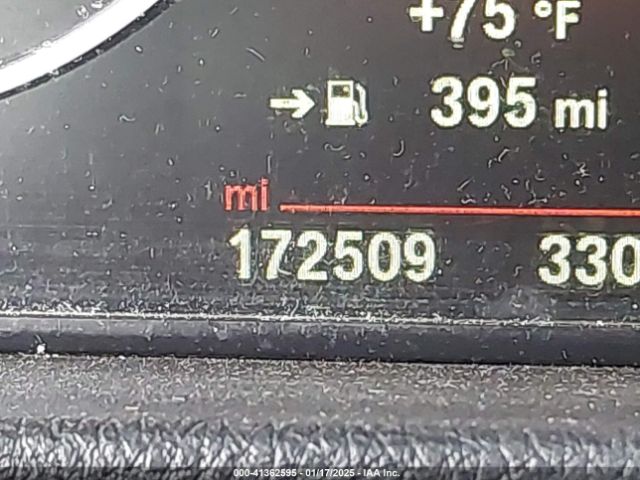 +75 °F
→ 395 mi
mi
172509 330
000-41362595 - 01/17/2025 - IAA Inc.